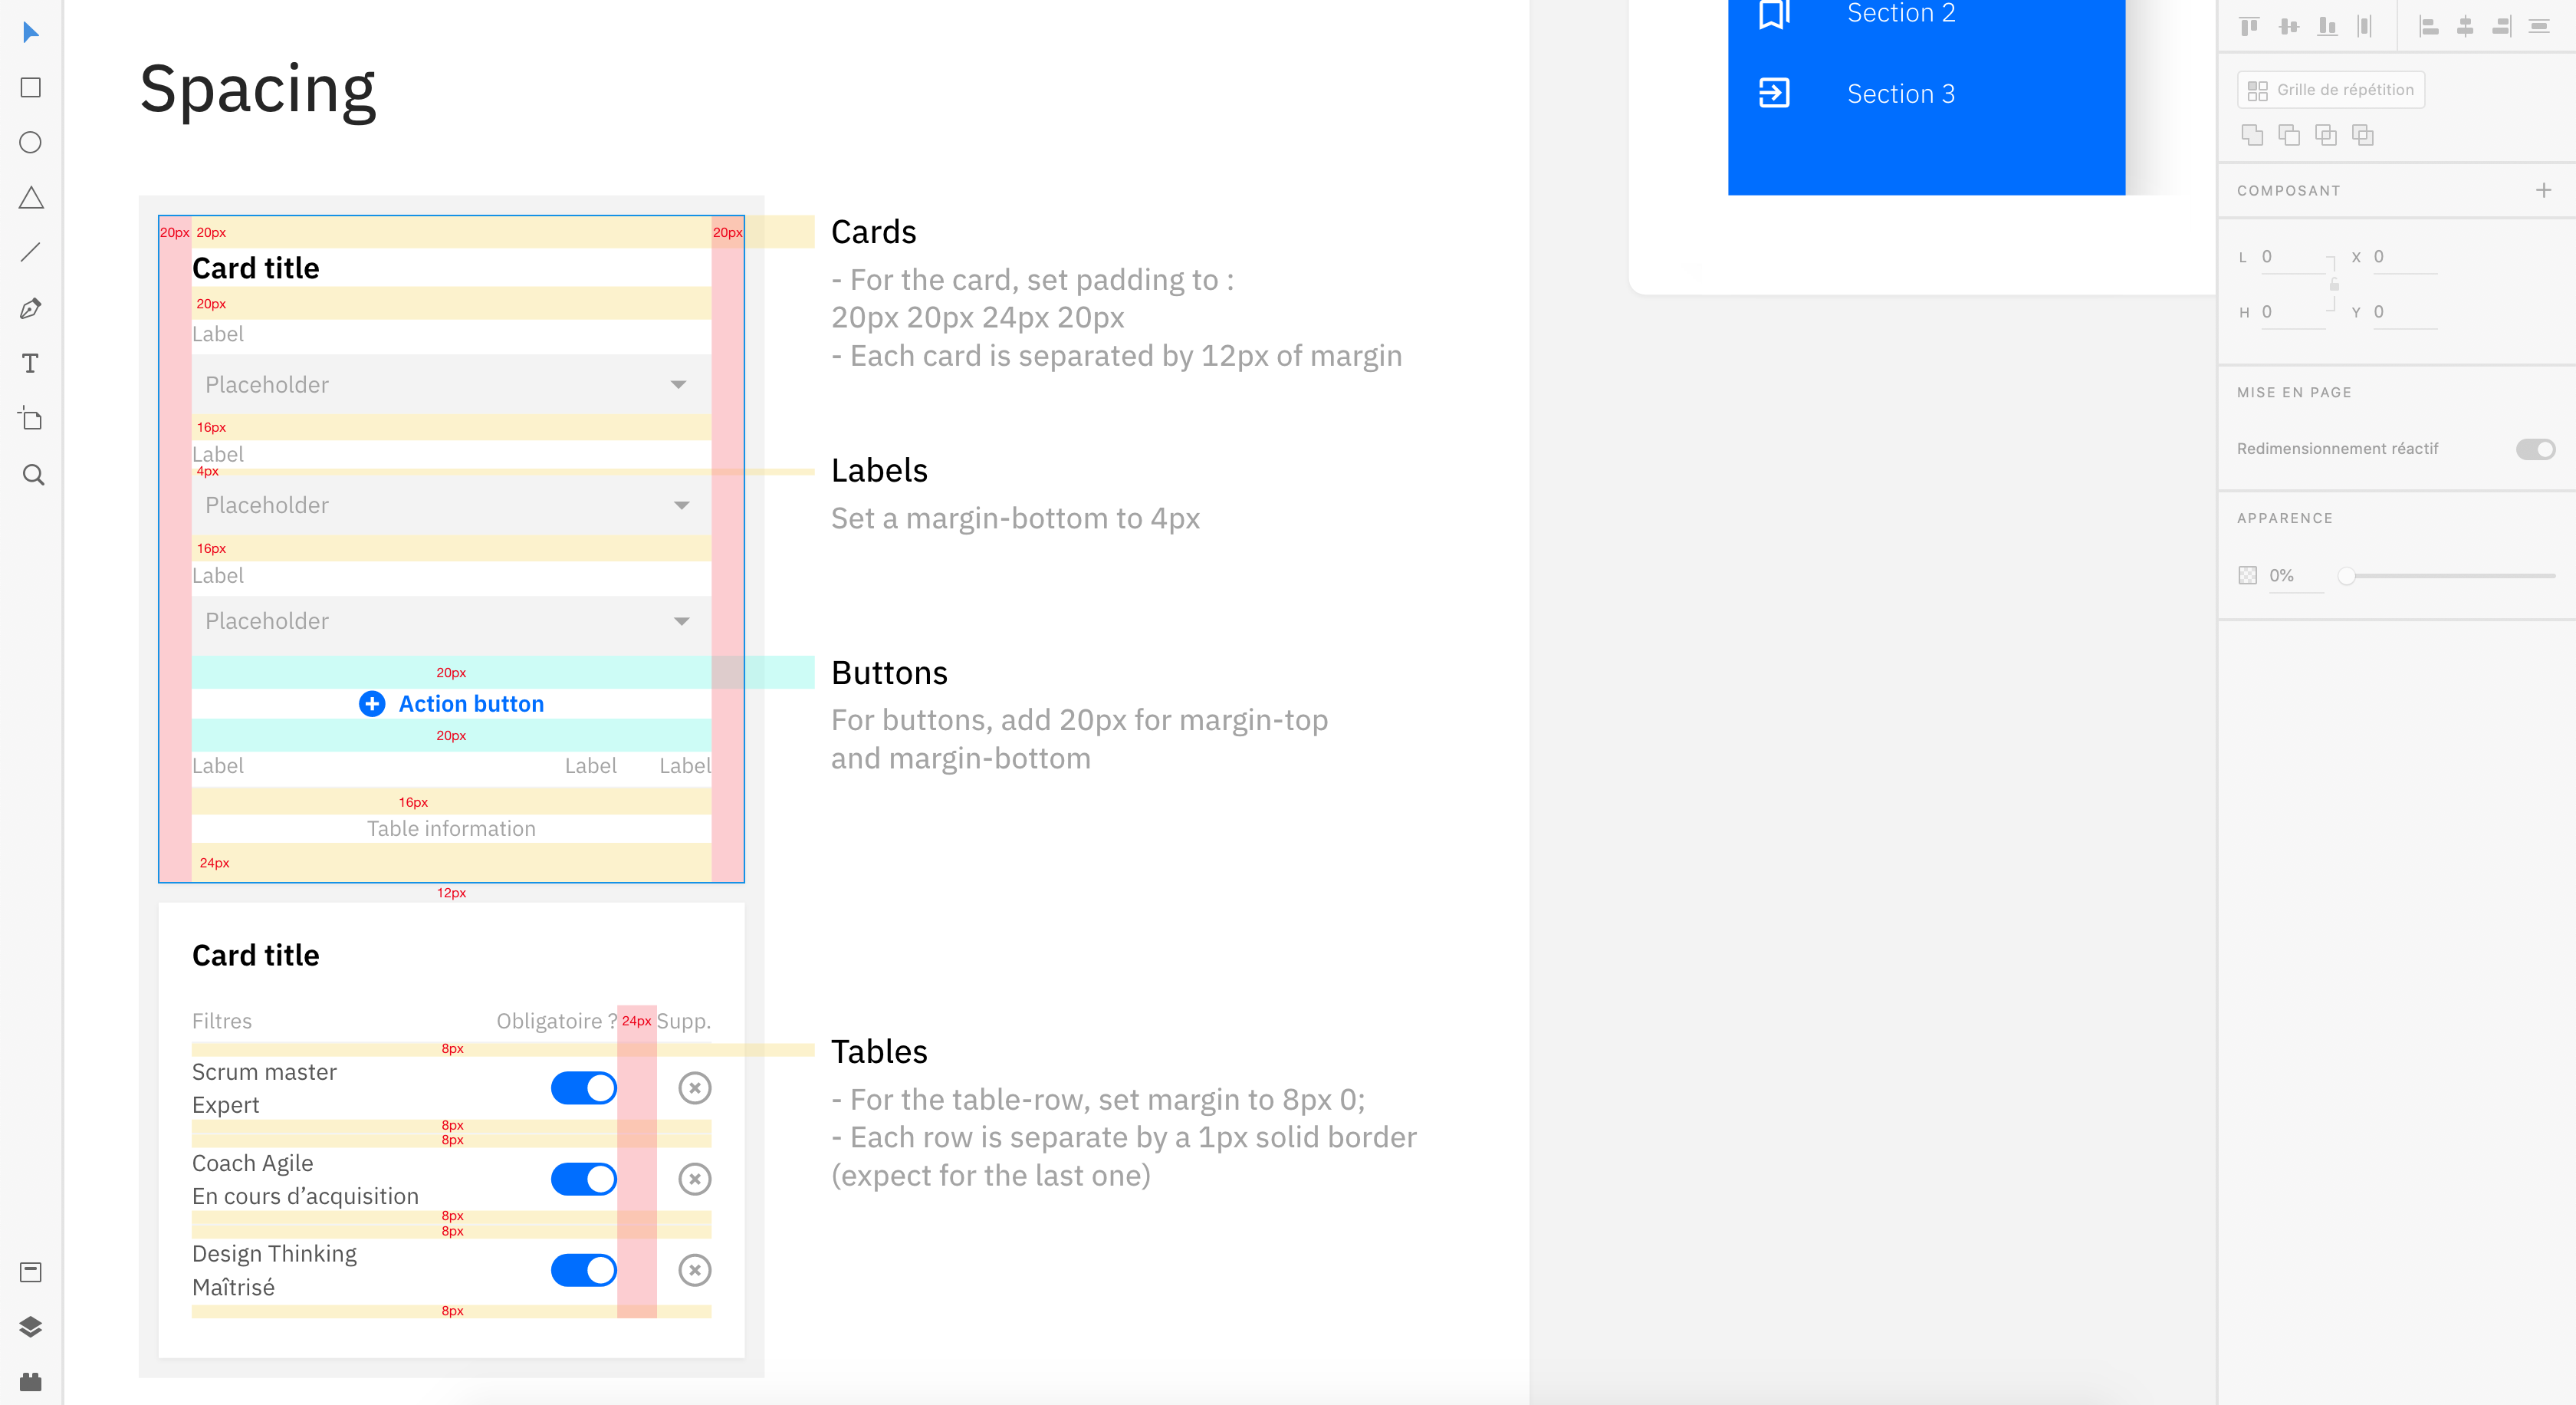 Spacing
20px 20px 20px
Card title
20px
Label
Placeholder
16px
Label
4px
Placeholder
16px
Label
Placeholder
20px
Action button
20px
Label Label Label
16px
Table information
24px
12px
Card title
Filtres Obligatoire ? 24px Supp.
8px
Scrum master
Expert
8px
8px
Coach Agile
En cours d’acquisition
8px
8px
Design Thinking
Maîtrisé
8px
Cards
- For the card, set padding to :
20px 20px 24px 20px
- Each card is separated by 12px of margin
Labels
Set a margin-bottom to 4px
Buttons
For buttons, add 20px for margin-top
and margin-bottom
Tables
- For the table-row, set margin to 8px 0;
- Each row is separate by a 1px solid border
(expect for the last one)
Section 2
Section 3
Grille de répétition
COMPOSANT
L 0 X 0
H 0 Y 0
MISE EN PAGE
Redimensionnement réactif
APPARENCE
0%